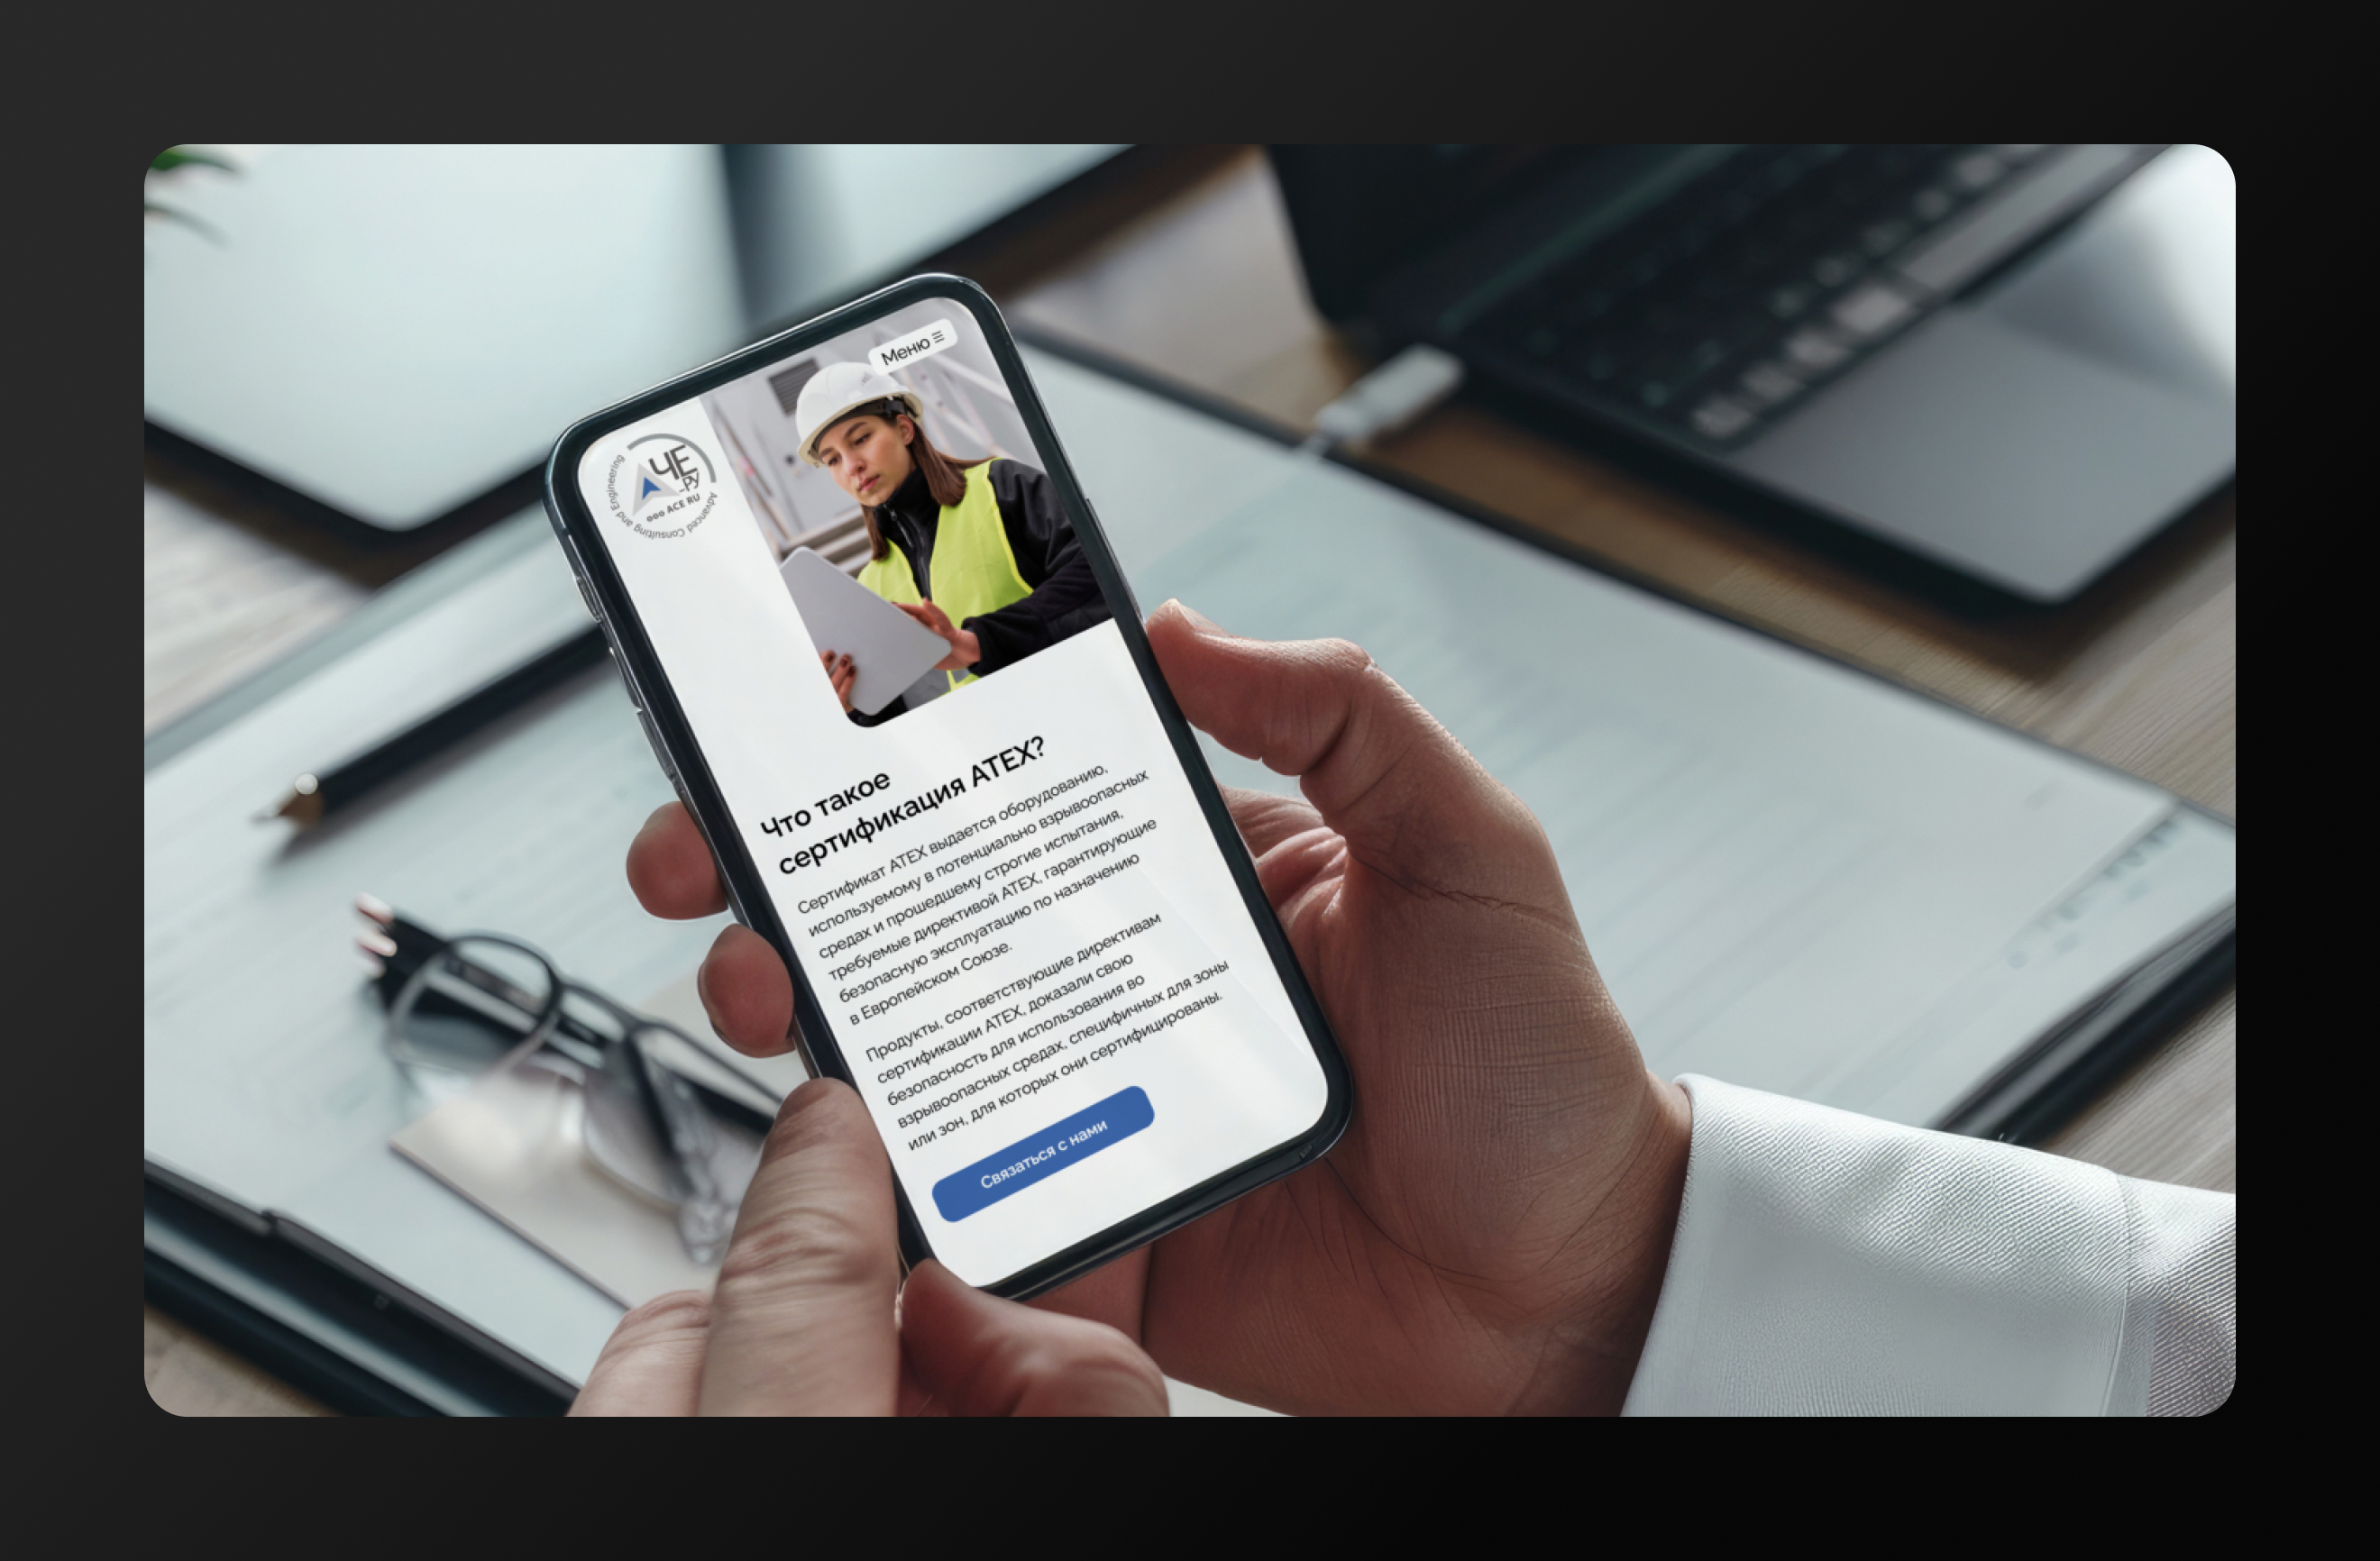 Меню
АЧЕ
-РУ
ооо ACE RU
Advanced Consulting and Engineering
Что такое
сертификация ATEX?
Сертификат ATEX выдается оборудованию,
используемому в потенциально взрывоопасных
средах и прошедшему строгие испытания,
требуемые директивой ATEX, гарантирующие
безопасную эксплуатацию по назначению
в Европейском Союзе.
Продукты, соответствующие директивам
сертификации ATEX, доказали свою
безопасность для использования во
взрывоопасных средах, специфичных для зоны
или зон, для которых они сертифицированы.
Связаться с нами